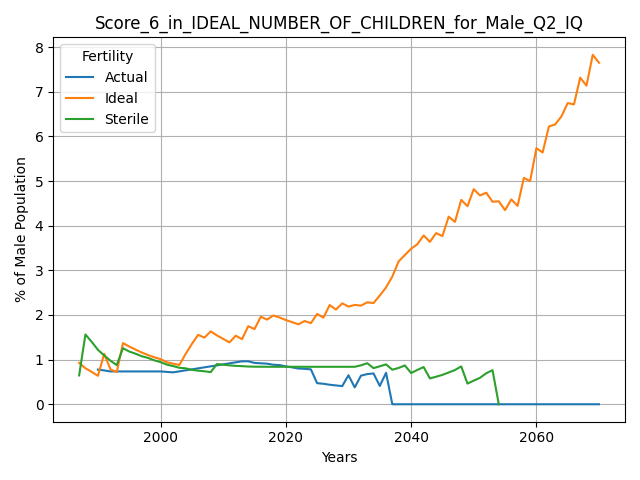 Score_6_in_IDEAL_NUMBER_OF_CHILDREN_for_Male_Q2_IQ
Fertility
Actual
Ideal
Sterile
% of Male Population
8
7
6
5
4
3
2
1
0
2000 2020 2040 2060
Years